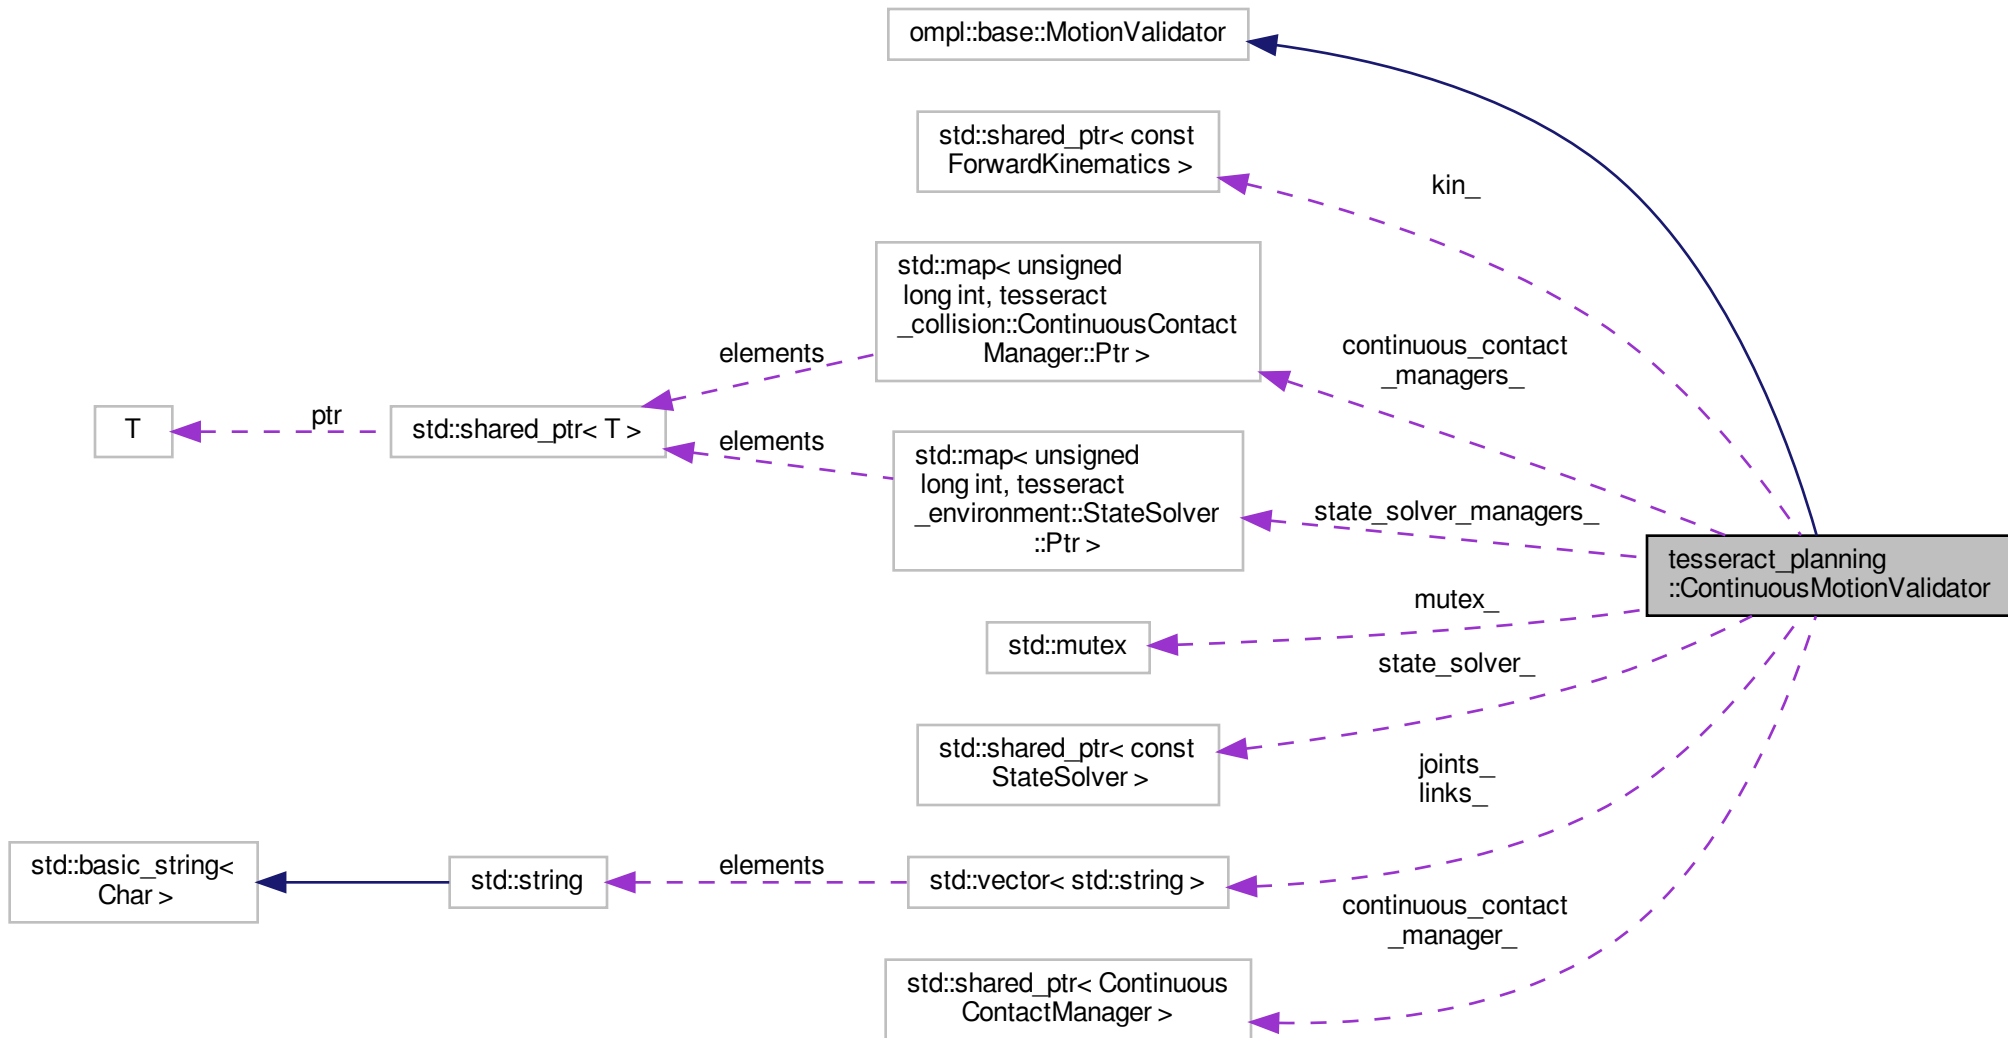 ompl::base::MotionValidator
std::shared_ptr< const
ForwardKinematics >
kin_
std::map< unsigned
long int, tesseract
_collision::ContinuousContact
Manager::Ptr >
elements
continuous_contact
_managers_
T
ptr
std::shared_ptr< T >
elements
std::map< unsigned
long int, tesseract
_environment::StateSolver
::Ptr >
state_solver_managers_
tesseract_planning
::ContinuousMotionValidator
mutex_
std::mutex
state_solver_
std::shared_ptr< const
StateSolver >
joints_
links_
std::basic_string<
Char >
std::string
elements
std::vector< std::string >
continuous_contact
_manager_
std::shared_ptr< Continuous
ContactManager >